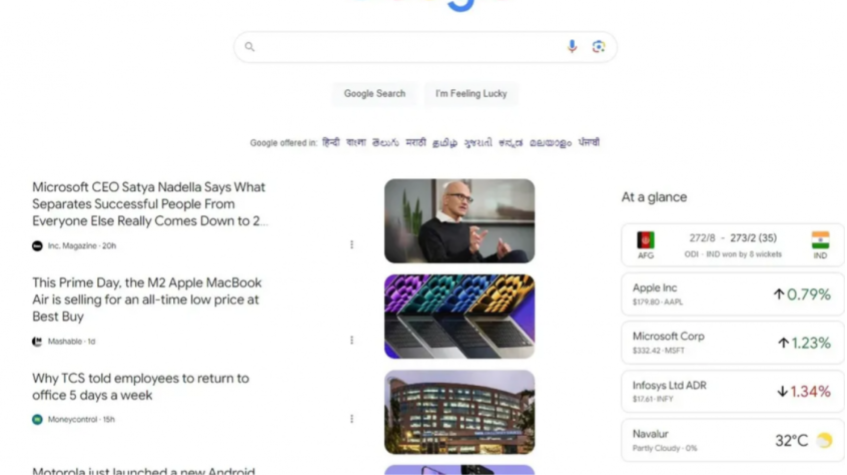 Google Search
I'm Feeling Lucky
Google offered in: हिन्दी বাংলা తెలుగు मराठी தமிழ் ગુજરાતી ಕನ್ನಡ മലയാളം ਪੰਜਾਬੀ
Microsoft CEO Satya Nadella Says What
Separates Successful People From
Everyone Else Really Comes Down to 2...
Inc. Magazine · 20h
This Prime Day, the M2 Apple MacBook
Air is selling for an all-time low price at
Best Buy
Mashable · 1d
Why TCS told employees to return to
office 5 days a week
Moneycontrol · 15h
Motorola just launched a new Android
At a glance
272/8 - 273/2 (35)
AFG
ODI · IND won by 8 wickets
IND
Apple Inc
$179.80 · AAPL
↑0.79%
Microsoft Corp
$332.42 · MSFT
↑1.23%
Infosys Ltd ADR
$17.61 · INFY
↓1.34%
Navalur
Partly Cloudy · 0%
32°C